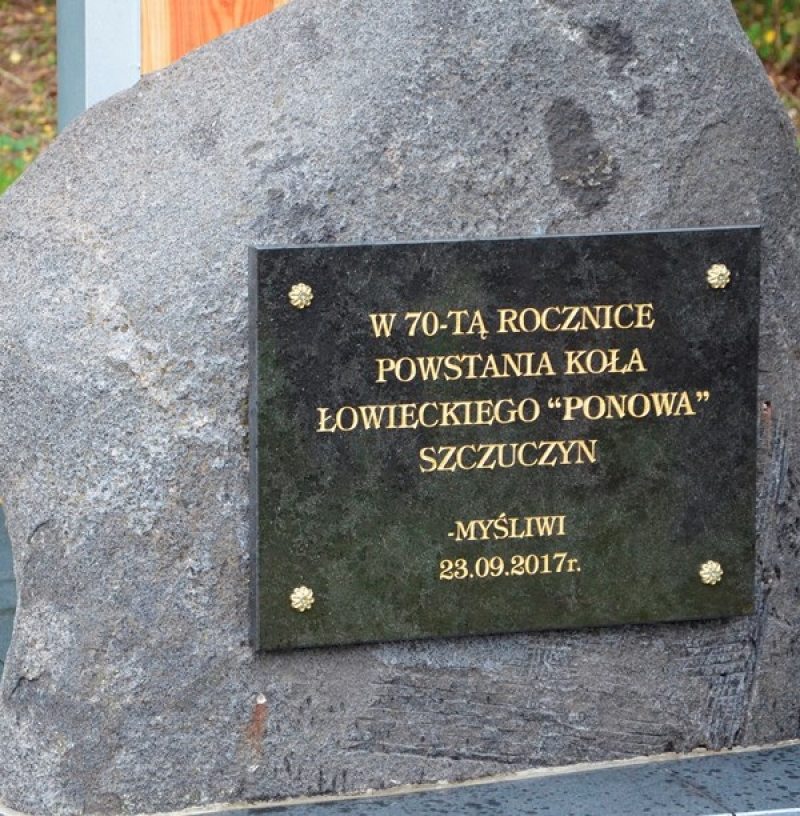 W 70-TĄ ROCZNICE
POWSTANIA KOŁA
ŁOWIECKIEGO “PONOWA”
SZCZUCZYN
-MYŚLIWI
23.09.2017r.